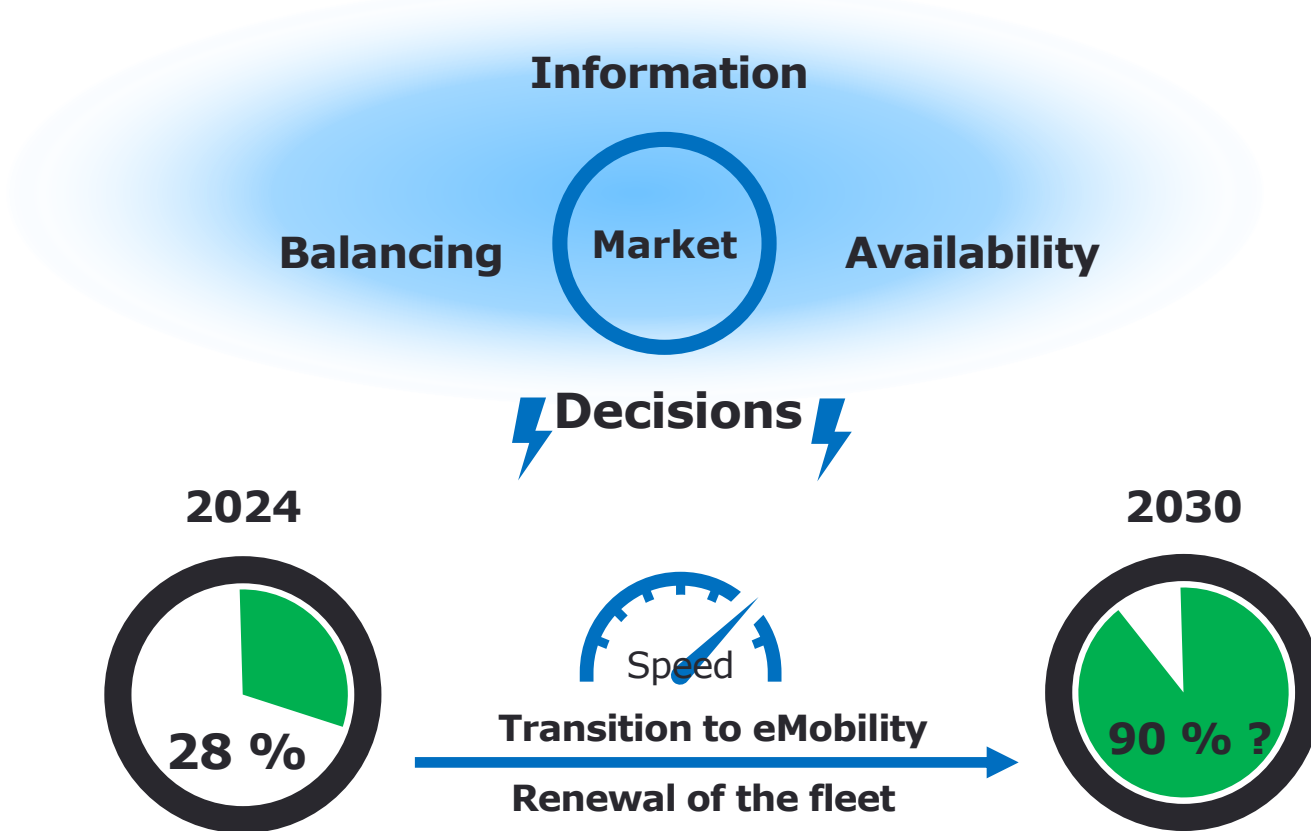 Information
Balancing
Market
Availability
Decisions
2024
2030
Speed
Transition to eMobility
28 %
90 % ?
Renewal of the fleet